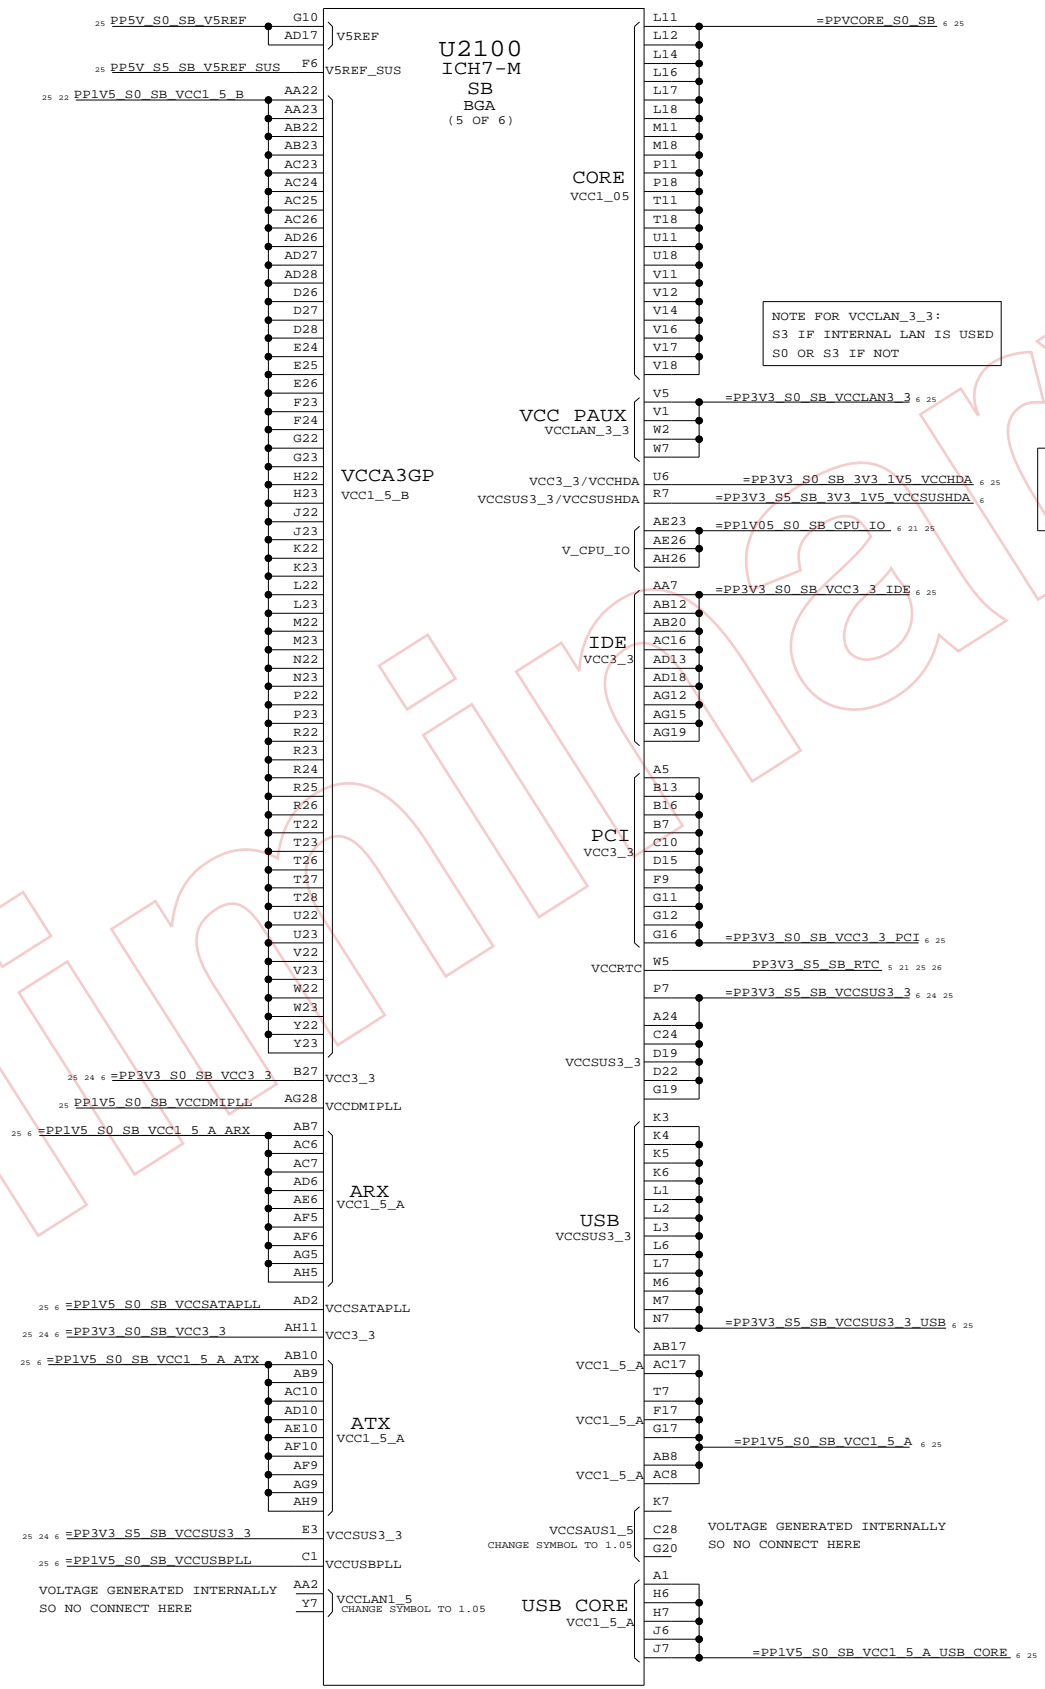 U2100
ICH7-M
SB
BGA
(5 OF 6)
25 PP5V_S0_SB_V5REF G10
AD17 V5REF
25 PP5V_S5_SB_V5REF_SUS F6 V5REF_SUS
25 22 PP1V5_S0_SB_VCC1_5_B AA22
AA23
AB22
AB23
AC23
AC24
AC25
AC26
AD26
AD27
AD28
D26
D27
D28
E24
E25
E26
F23
F24
G22
G23
H22
H23
J22
J23
K22
K23
L22
L23
M22
M23
N22
N23
P22
P23
R22
R23
R24
R25
R26
T22
T23
T26
T27
T28
U22
U23
V22
V23
W22
W23
Y22
Y23
VCCA3GP
VCC1_5_B
25 24 6 =PP3V3_S0_SB_VCC3_3 B27 VCC3_3
25 PP1V5_S0_SB_VCCDMIPLL AG28 VCCDMIPLL
25 6 =PP1V5_S0_SB_VCC1_5_A_ARX AB7
AC6
AC7
AD6
AE6
AF5
AF6
AG5
AH5
ARX
VCC1_5_A
25 6 =PP1V5_S0_SB_VCCSATAPLL AD2 VCCSATAPLL
25 24 6 =PP3V3_S0_SB_VCC3_3 AH11 VCC3_3
25 6 =PP1V5_S0_SB_VCC1_5_A_ATX AB10
AB9
AC10
AD10
AE10
AF10
AF9
AG9
AH9
ATX
VCC1_5_A
25 24 6 =PP3V3_S5_SB_VCCSUS3_3 E3 VCCSUS3_3
25 6 =PP1V5_S0_SB_VCCUSBPLL C1 VCCUSBPLL
VOLTAGE GENERATED INTERNALLY
SO NO CONNECT HERE
AA2
Y7
VCCLAN1_5
CHANGE SYMBOL TO 1.05
L11 =PPVCORE_S0_SB 6 25
L12
L14
L16
L17
L18
M11
M18
P11
P18
T11
T18
U11
U18
V11
V12
V14
V16
V17
V18
CORE
VCC1_05
NOTE FOR VCCLAN_3_3:
S3 IF INTERNAL LAN IS USED
S0 OR S3 IF NOT
V5 =PP3V3_S0_SB_VCCLAN3_3 6 25
V1
W2
W7
VCC PAUX
VCCLAN_3_3
VCC3_3/VCCHDA U6 =PP3V3_S0_SB_3V3_1V5_VCCHDA 6 25
VCCSUS3_3/VCCSUSHDA R7 =PP3V3_S5_SB_3V3_1V5_VCCSUSHDA 6
AE23 =PP1V05_S0_SB_CPU_IO 6 21 25
AE26
AH26
V_CPU_IO
AA7 =PP3V3_S0_SB_VCC3_3_IDE 6 25
AB12
AB20
AC16
AD13
AD18
AG12
AG15
AG19
IDE
VCC3_3
A5
B13
B16
B7
C10
D15
F9
G11
G12
G16 =PP3V3_S0_SB_VCC3_3_PCI 6 25
PCI
VCC3_3
VCCRTC W5 PP3V3_S5_SB_RTC 5 21 25 26
P7 =PP3V3_S5_SB_VCCSUS3_3 6 24 25
A24
C24
D19
D22
G19
VCCSUS3_3
K3
K4
K5
K6
L1
L2
L3
L6
L7
M6
M7
N7 =PP3V3_S5_SB_VCCSUS3_3_USB 6 25
USB
VCCSUS3_3
AB17
VCC1_5_A AC17
T7
VCC1_5_A F17
G17
=PP1V5_S0_SB_VCC1_5_A 6 25
AB8
VCC1_5_A AC8
K7
VCCSAUS1_5 C28
CHANGE SYMBOL TO 1.05 G20
VOLTAGE GENERATED INTERNALLY
SO NO CONNECT HERE
A1
H6
H7
J6
J7 =PP1V5_S0_SB_VCC1_5_A_USB_CORE 6 25
USB CORE
VCC1_5_A
iminar